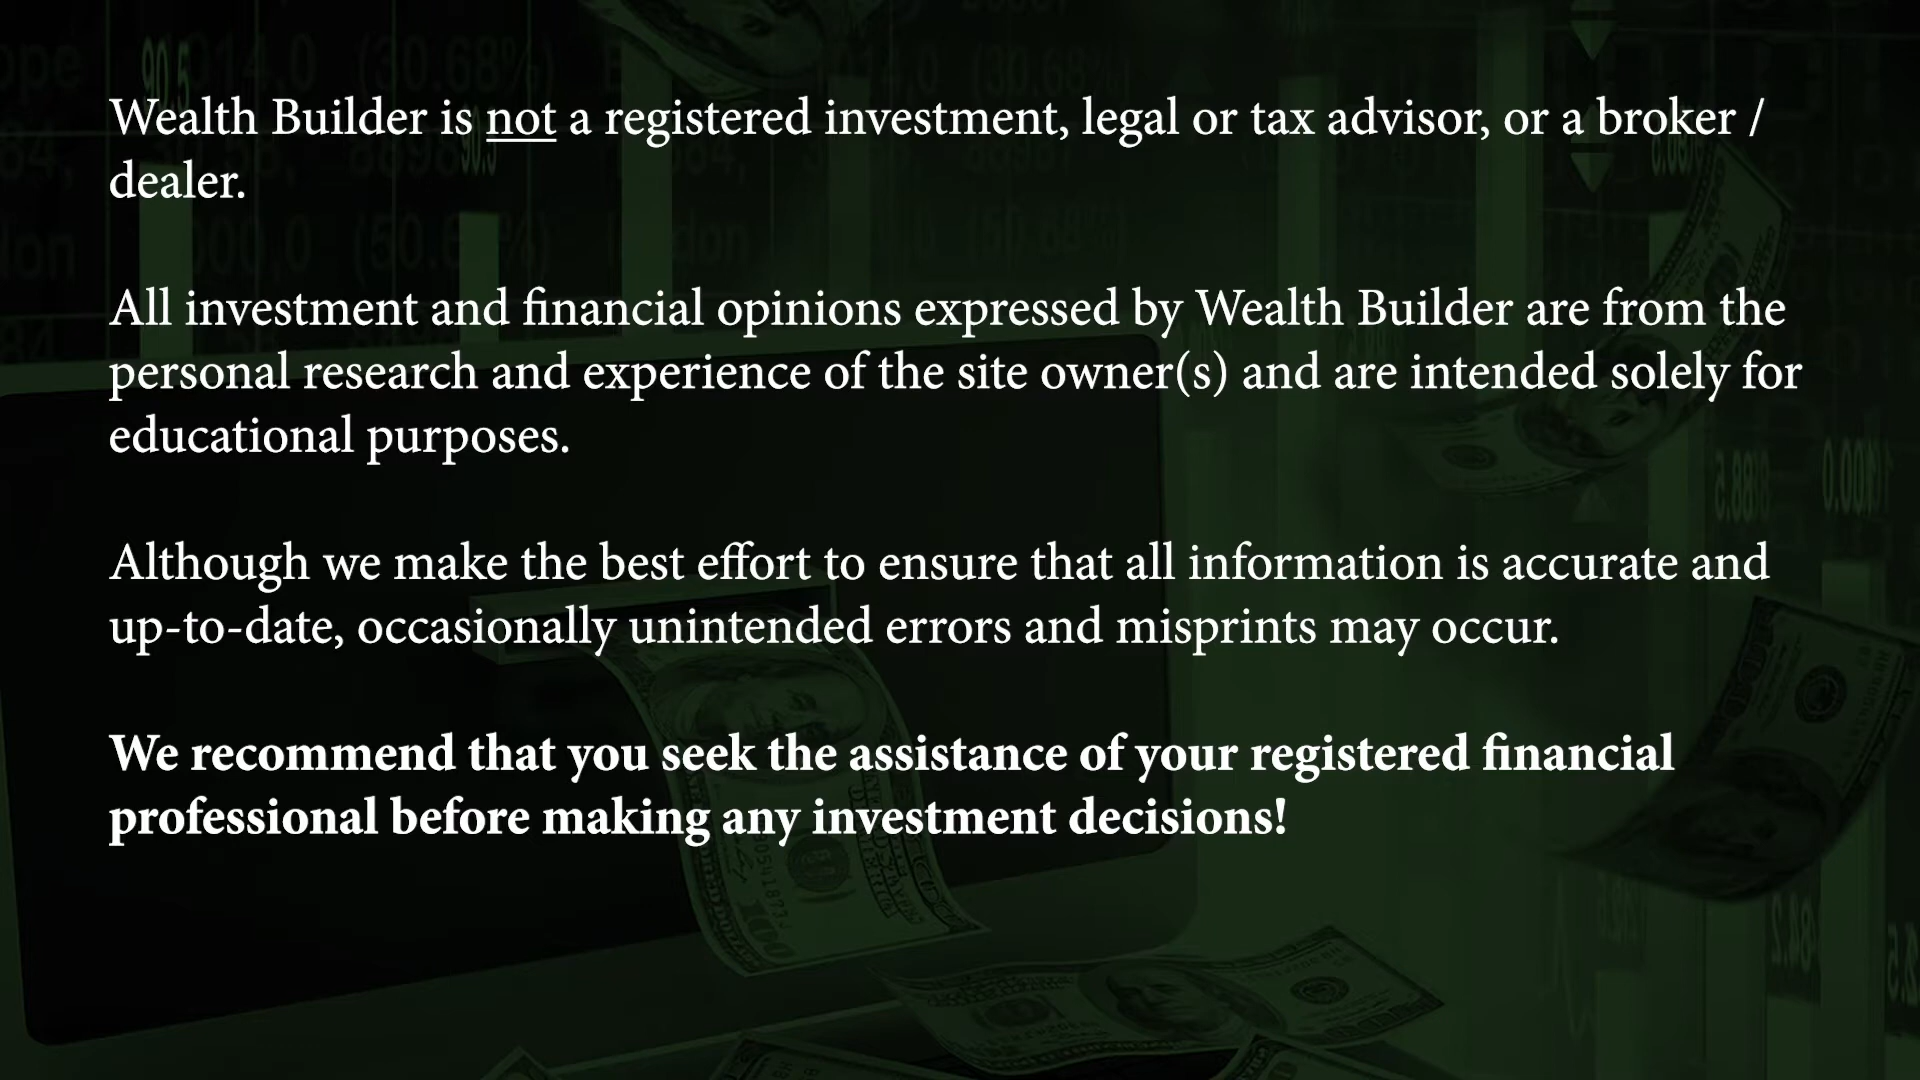 Wealth Builder is not a registered investment, legal or tax advisor, or a broker /
dealer.
All investment and financial opinions expressed by Wealth Builder are from the
personal research and experience of the site owner(s) and are intended solely for
educational purposes.
Although we make the best effort to ensure that all information is accurate and
up-to-date, occasionally unintended errors and misprints may occur.
We recommend that you seek the assistance of your registered financial
professional before making any investment decisions!